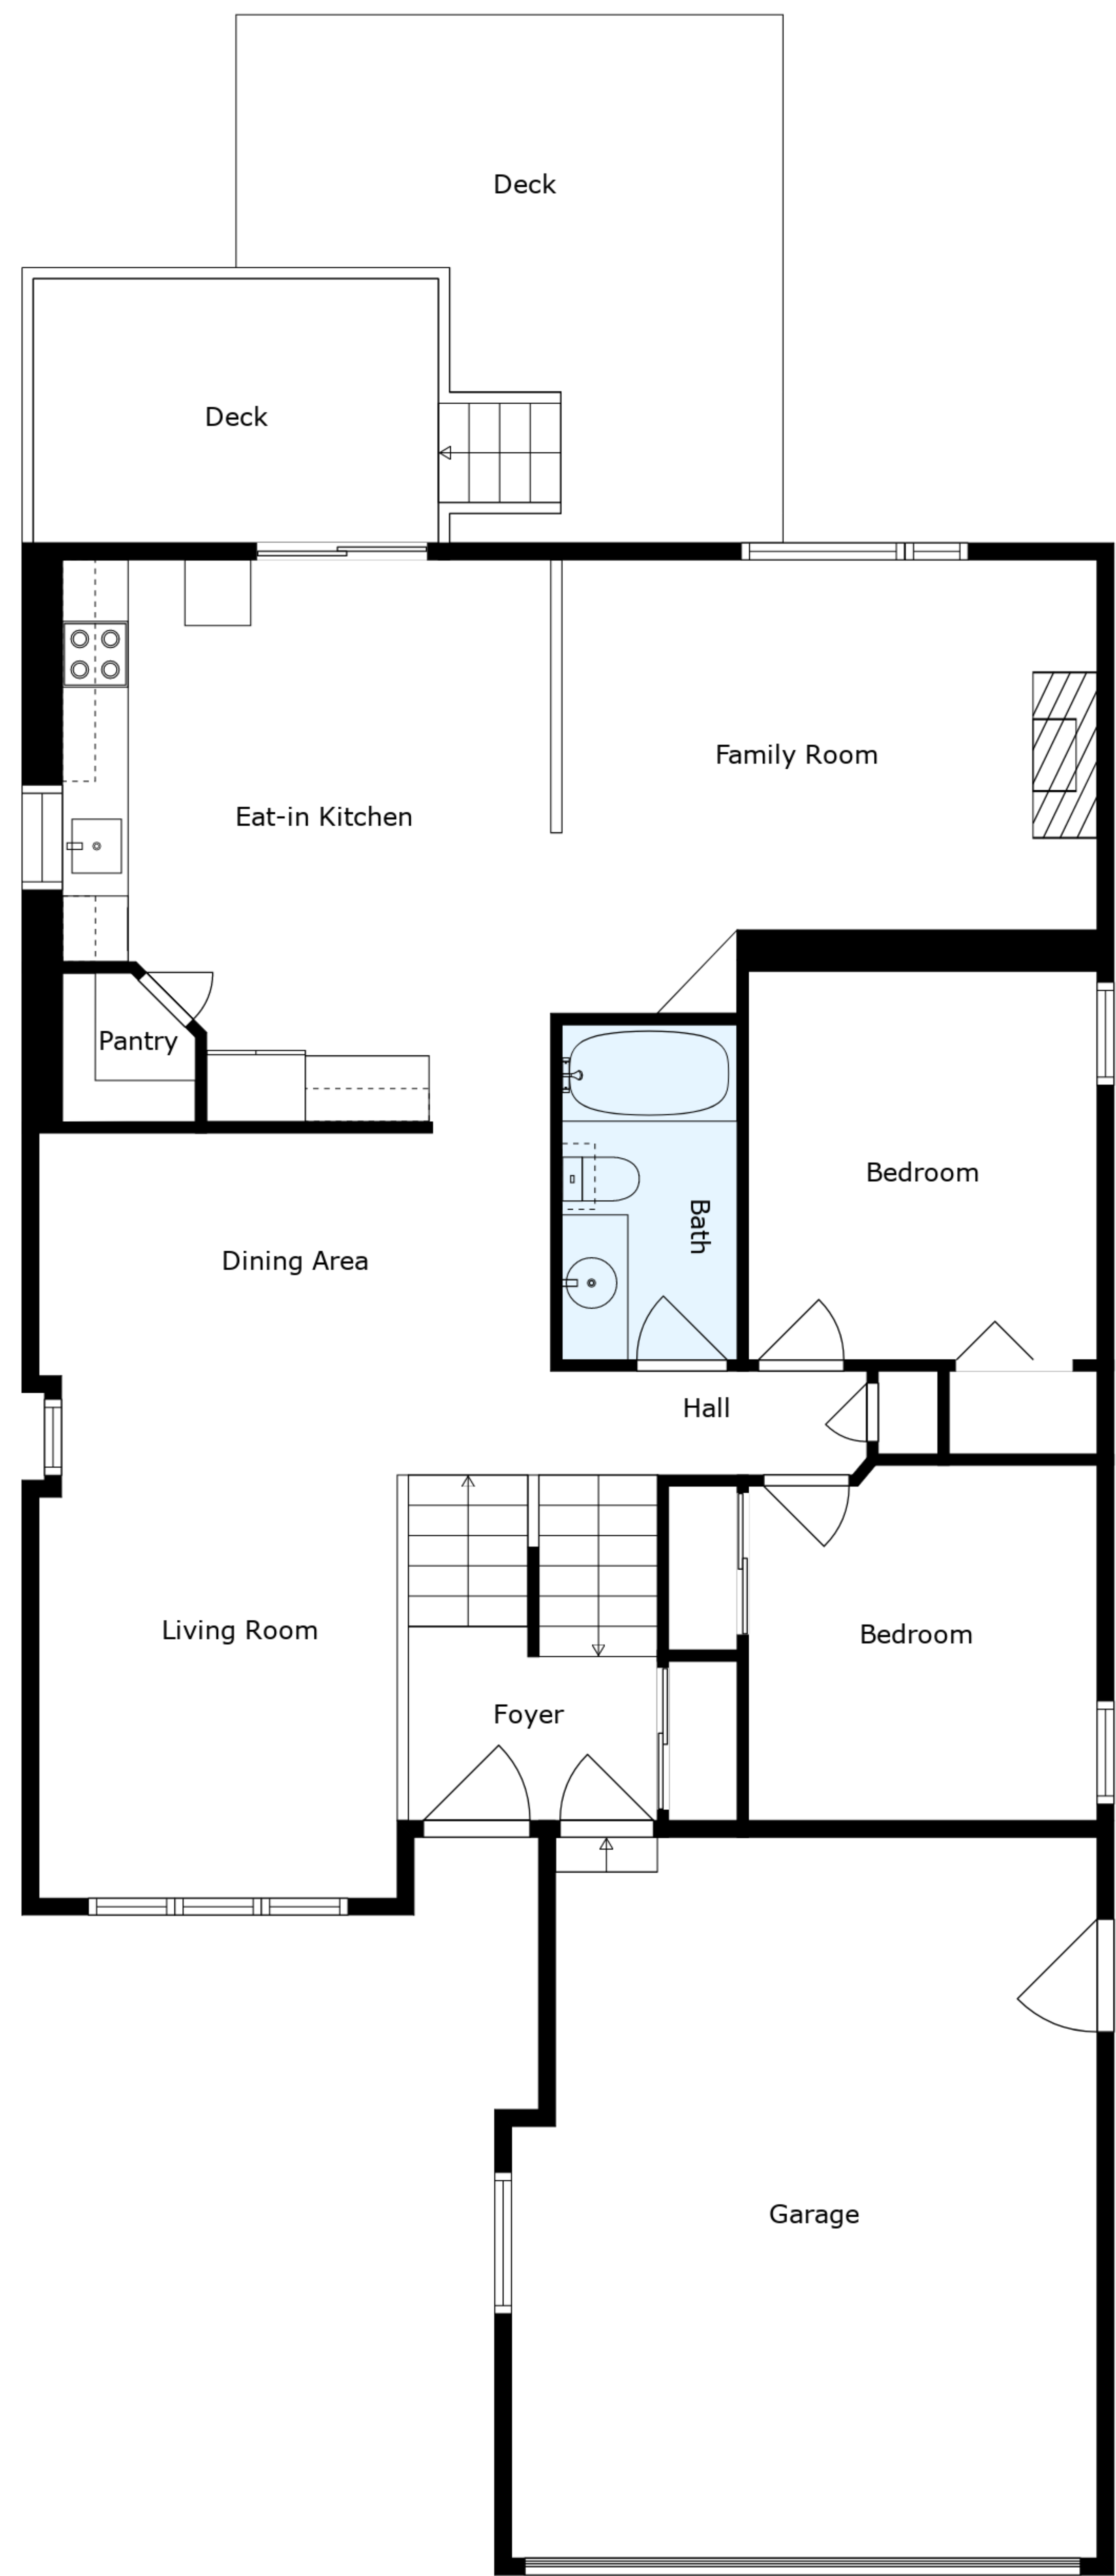 Deck
Deck
Family Room
Eat-in Kitchen
Pantry
Bedroom
Bath
Dining Area
Hall
Living Room
Bedroom
Foyer
Garage